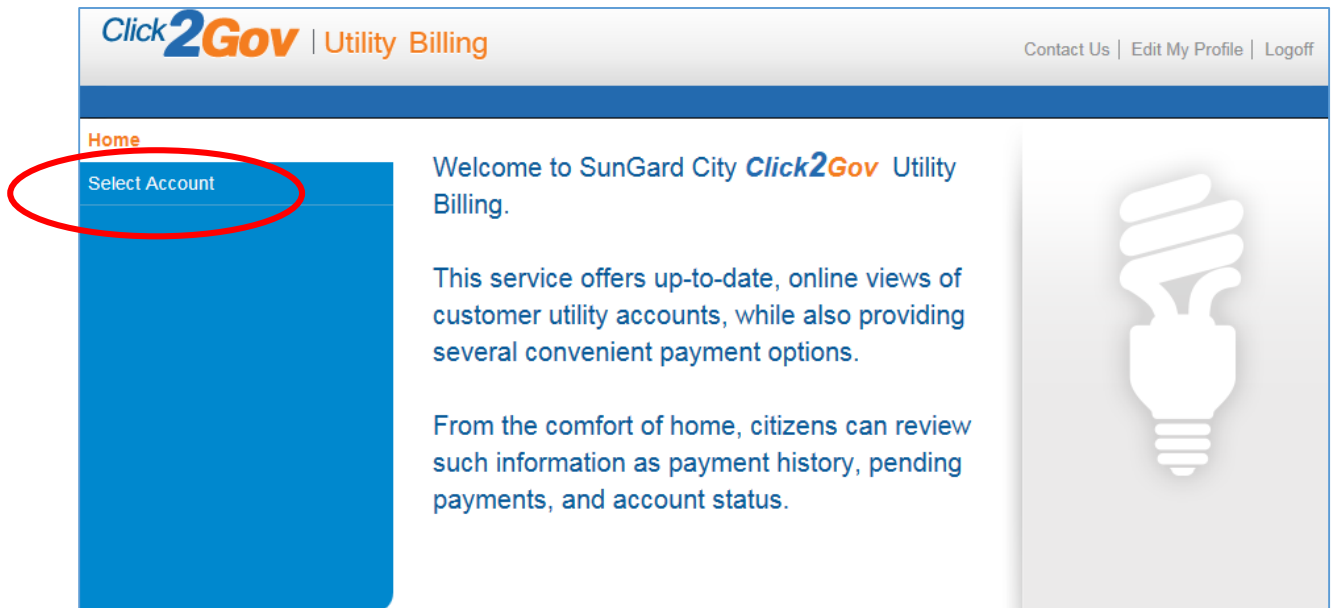 Click2Gov | Utility Billing
Contact Us | Edit My Profile | Logoff
Home
Select Account
Welcome to SunGard City Click2Gov Utility
Billing.
This service offers up-to-date, online views of
customer utility accounts, while also providing
several convenient payment options.
From the comfort of home, citizens can review
such information as payment history, pending
payments, and account status.